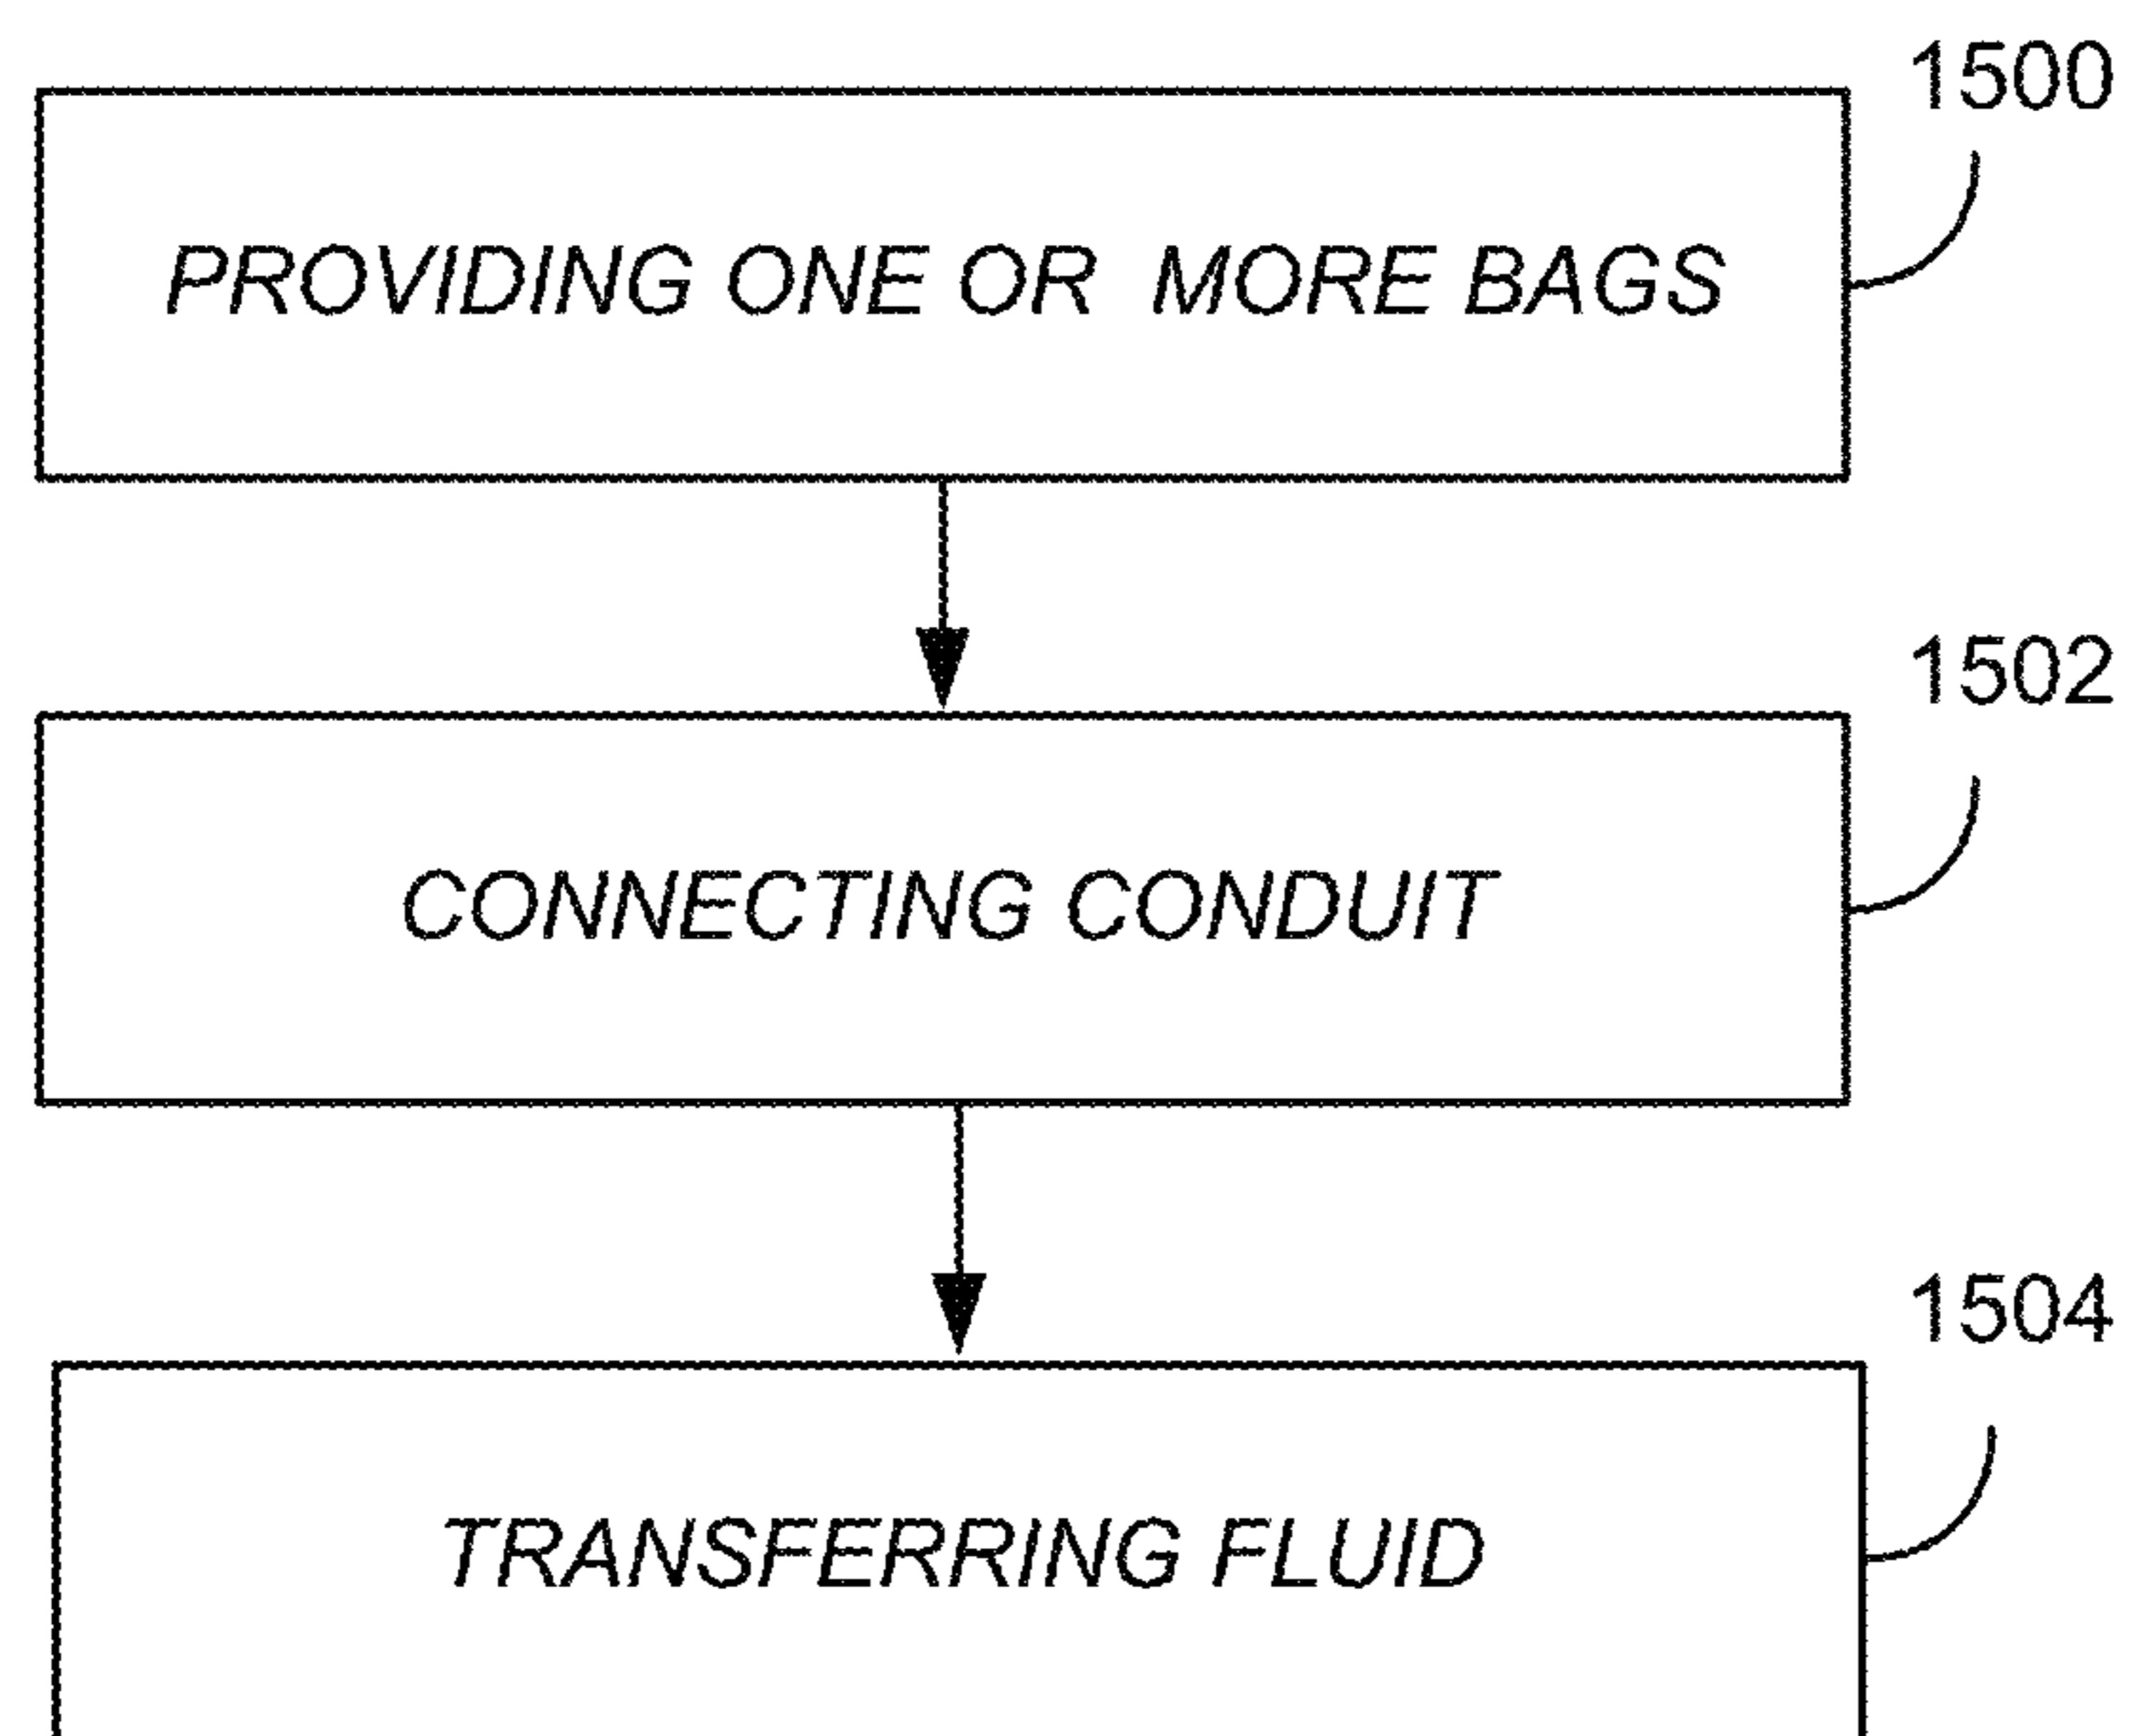 1500
PROVIDING ONE OR MORE BAGS
1502
CONNECTING CONDUIT
1504
TRANSFERRING FLUID